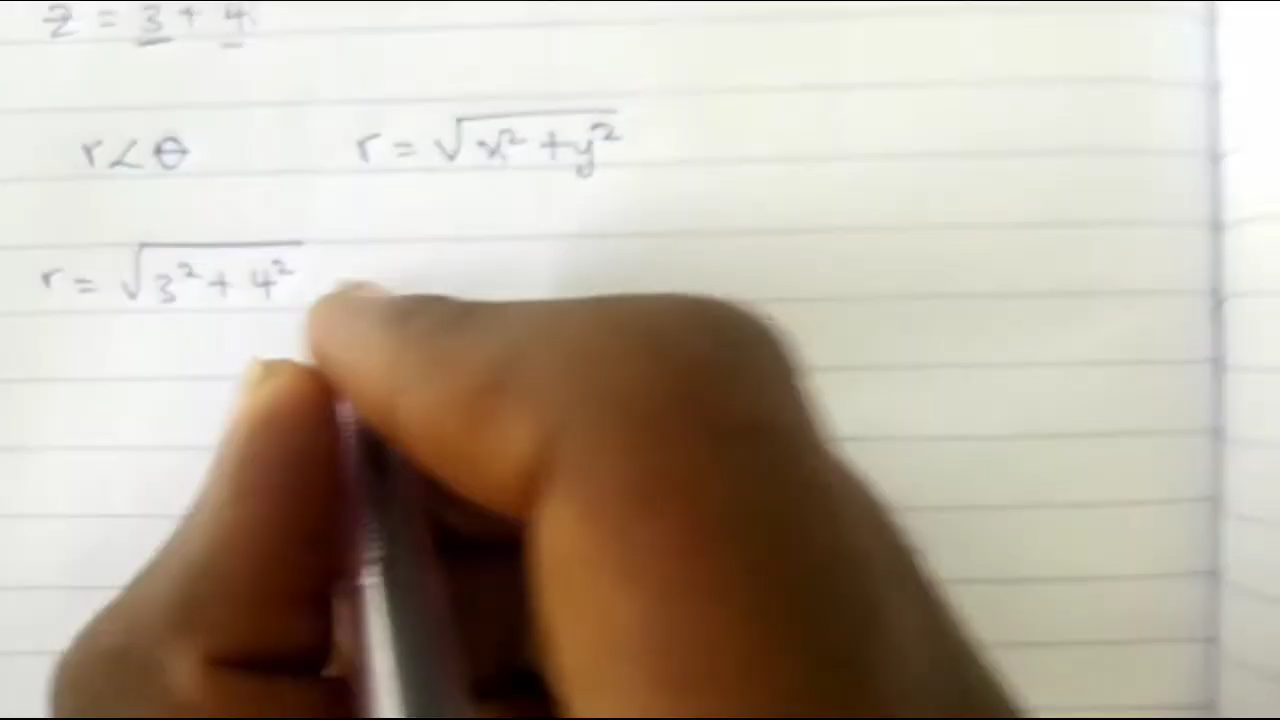 z = 3 + 4
r∠θ r = √x² + y²
r = √3² + 4²